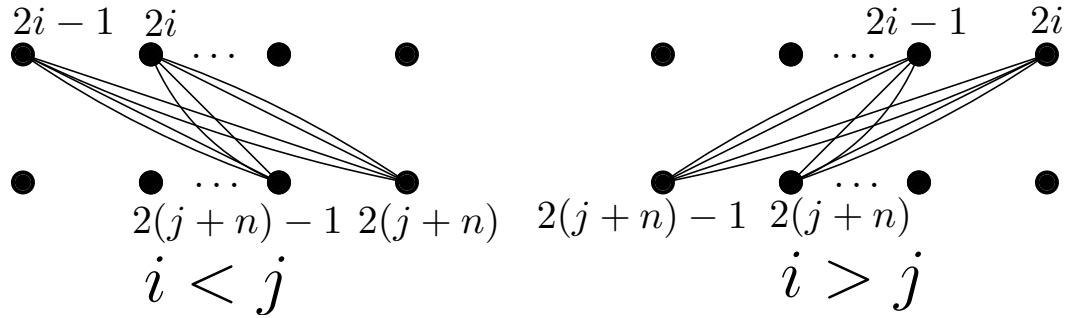 2i − 1 2i 2i − 1 2i
··· ···
··· ···
2(j + n) − 1 2(j + n) 2(j + n) − 1 2(j + n)
i < j i > j